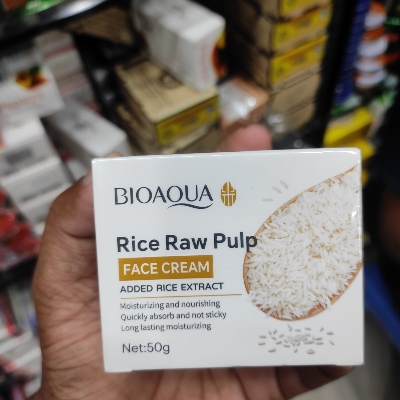 BIOAQUA
Rice Raw Pulp
FACE CREAM
ADDED RICE EXTRACT
Moisturizing and nourishing
Quickly absorb and not sticky
Long lasting moisturizing
Net:50g